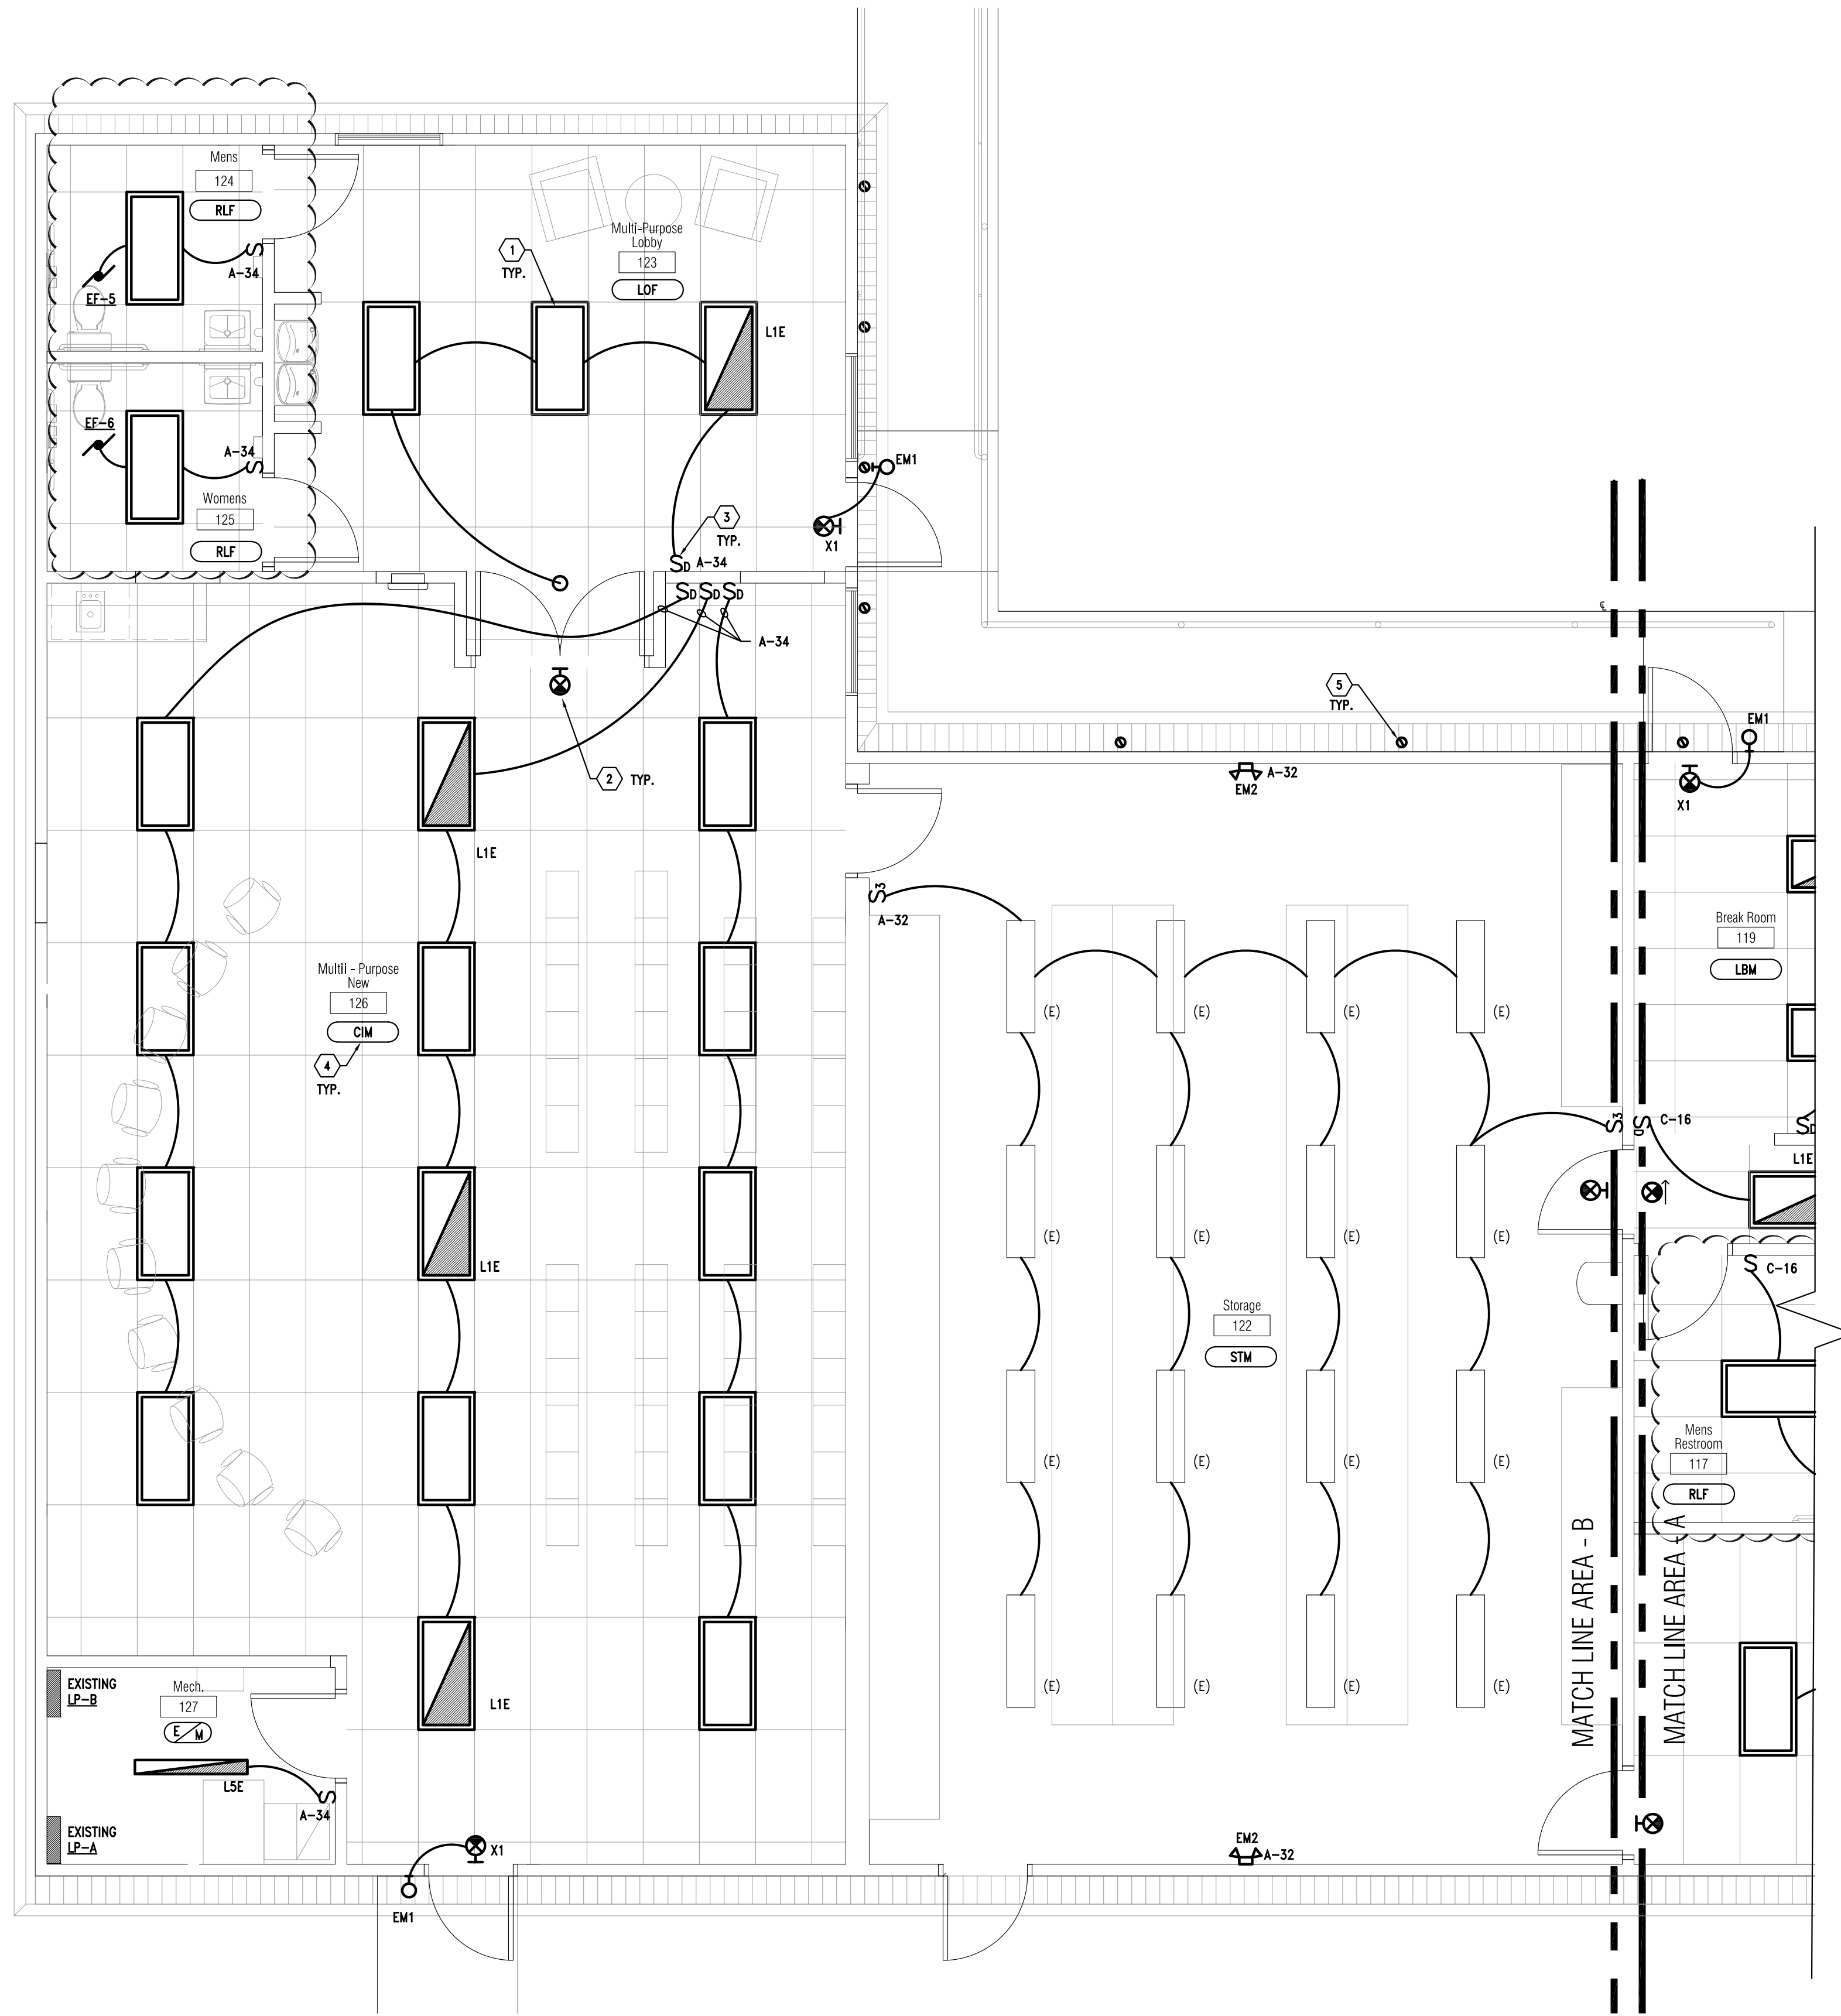 Mens
124
RLF
A-34
EF-5
EF-6
A-34
Womens
125
RLF
1
TYP.
Multi-Purpose
Lobby
123
LOF
L1E
EM1
X1
3
TYP.
SD A-34
SD SD SD
A-34
2 TYP.
5
TYP.
℄
EM1
X1
A-32
EM2
L1E
S3
A-32
Multii - Purpose
New
126
CIM
4
TYP.
Break Room
119
LBM
(E) (E) (E) (E)
S3 SD C-16
SD
L1E
(E) (E) (E) (E)
L1E
S C-16
Storage
122
STM
Mens
Restroom
117
RLF
(E) (E) (E) (E)
MATCH LINE AREA - B
MATCH LINE AREA - A
EXISTING
LP-B
Mech.
127
E/M
L1E
(E) (E) (E) (E)
L5E
S
A-34
EXISTING
LP-A
X1
EM1
EM2
A-32